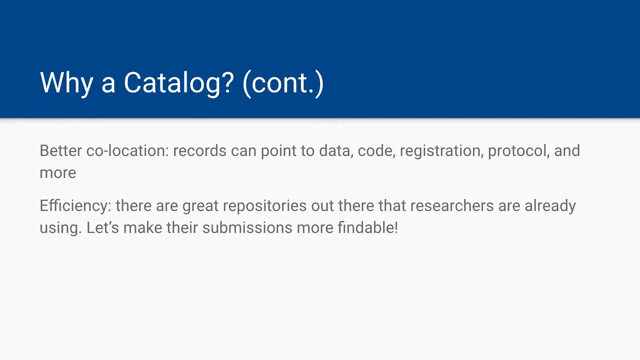 Why a Catalog? (cont.)
Better co-location: records can point to data, code, registration, protocol, and
more
Efficiency: there are great repositories out there that researchers are already
using. Let’s make their submissions more findable!